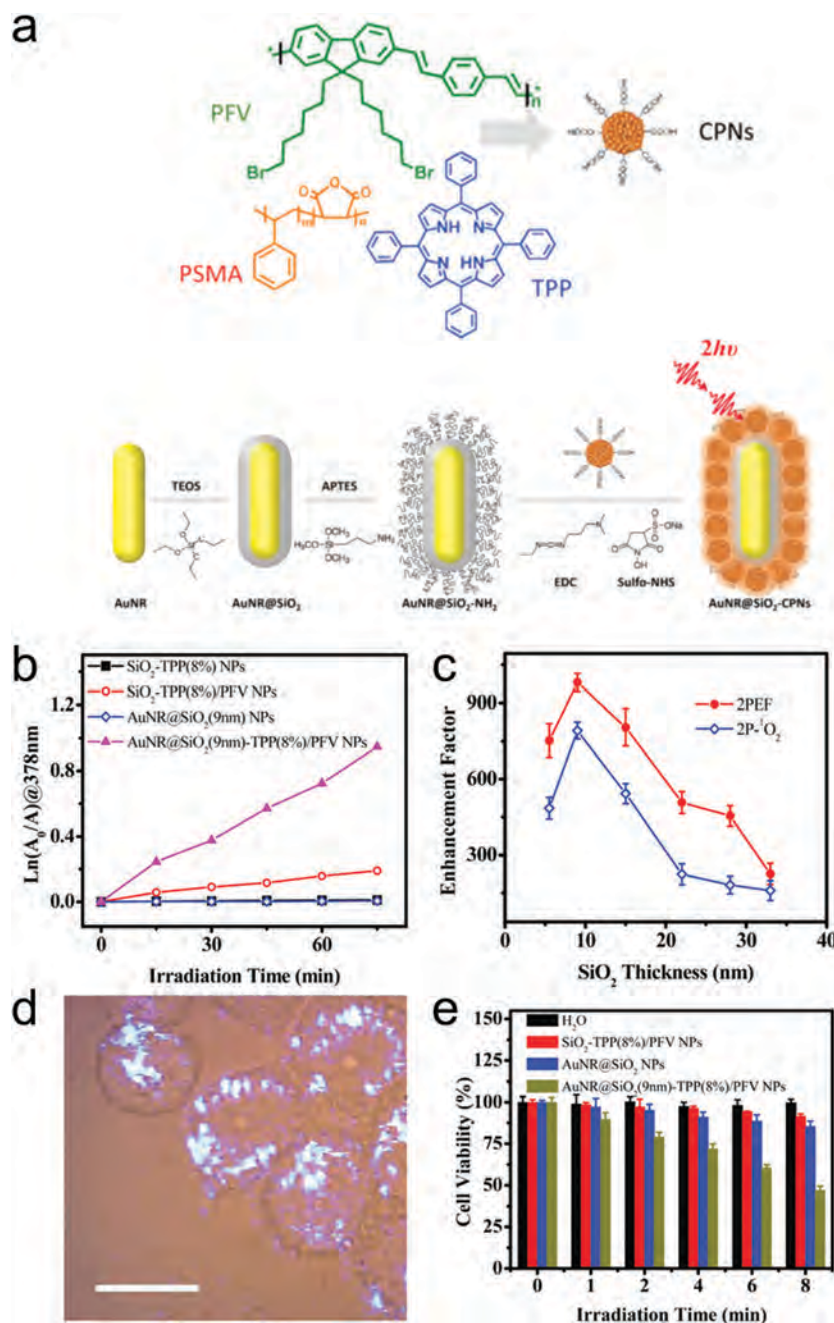 a
PFV
Br
Br
n
CPNs
PSMA
m
n
TPP
NH
N
N
HN
O
O
O
2hυ
TEOS
APTES
H₃CO
OCH₃
OCH₃
NH₂
EDC
Sulfo-NHS
AuNR
AuNR@SiO₂
AuNR@SiO₂-NH₂
AuNR@SiO₂-CPNs
b
SiO₂-TPP(8%) NPs
SiO₂-TPP(8%)/PFV NPs
AuNR@SiO₂(9nm) NPs
AuNR@SiO₂(9nm)-TPP(8%)/PFV NPs
Ln(A₀/A)@378nm
1.2
0.8
0.4
0.0
0 30 60
Irradiation Time (min)
c
2PEF
2P-¹O₂
Enhancement Factor
900
600
300
0 10 20 30 40
SiO₂ Thickness (nm)
d
e
H₂O
SiO₂-TPP(8%)/PFV NPs
AuNR@SiO₂ NPs
AuNR@SiO₂(9nm)-TPP(8%)/PFV NPs
Cell Viability (%)
150
125
100
75
50
25
0
0 1 2 4 6 8
Irradiation Time (min)